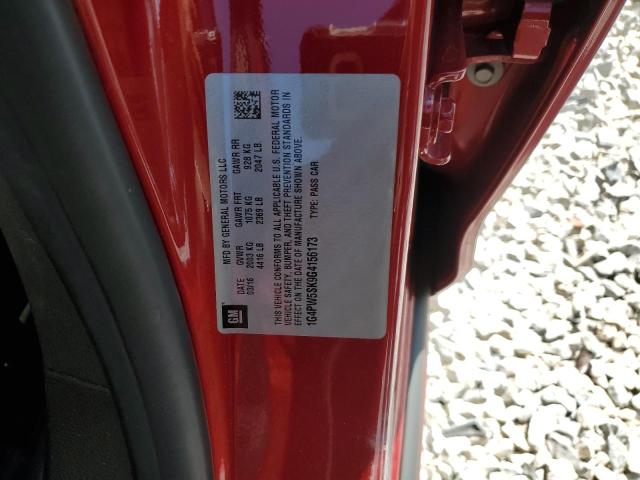 MFD BY GENERAL MOTORS LLC
DATE GVWR GAWR FRT GAWR RR
03/16 2003 KG 1075 KG 928 KG
4416 LB 2369 LB 2047 LB
THIS VEHICLE CONFORMS TO ALL APPLICABLE U.S. FEDERAL MOTOR
VEHICLE SAFETY, BUMPER, AND THEFT PREVENTION STANDARDS IN
EFFECT ON THE DATE OF MANUFACTURE SHOWN ABOVE.
1G4PW5SK9G4156173 TYPE: PASS CAR
GM